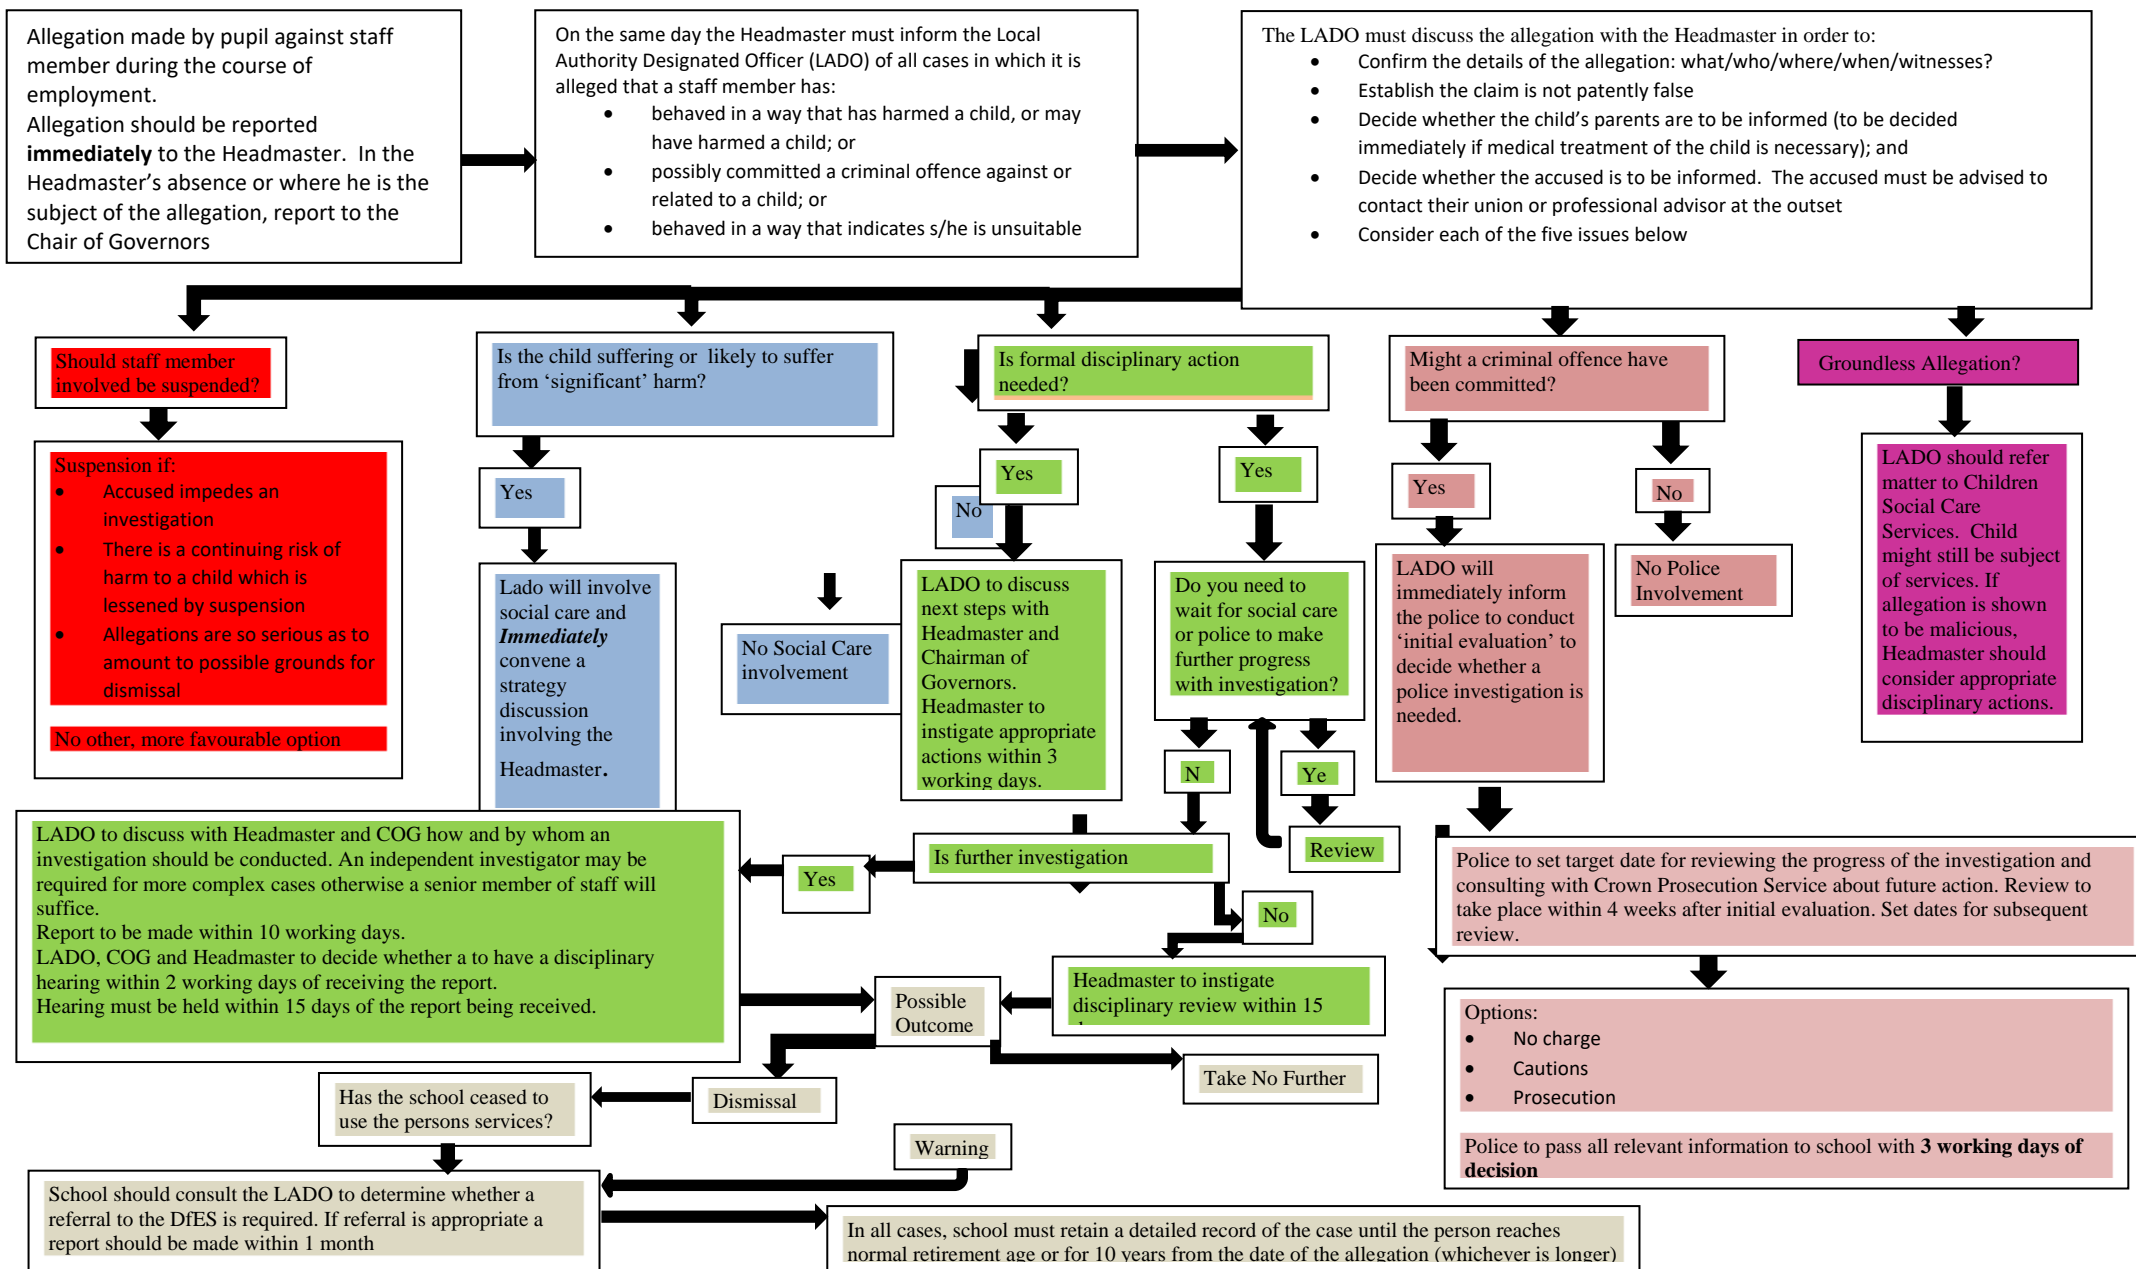 Allegation made by pupil against staff
member during the course of
employment.
Allegation should be reported
immediately to the Headmaster. In the
Headmaster's absence or where he is the
subject of the allegation, report to the
Chair of Governors
On the same day the Headmaster must inform the Local
Authority Designated Officer (LADO) of all cases in which it is
alleged that a staff member has:
• behaved in a way that has harmed a child, or may
have harmed a child; or
• possibly committed a criminal offence against or
related to a child; or
• behaved in a way that indicates s/he is unsuitable
The LADO must discuss the allegation with the Headmaster in order to:
• Confirm the details of the allegation: what/who/where/when/witnesses?
• Establish the claim is not patently false
• Decide whether the child's parents are to be informed (to be decided
immediately if medical treatment of the child is necessary); and
• Decide whether the accused is to be informed. The accused must be advised to
contact their union or professional advisor at the outset
• Consider each of the five issues below
Should staff member
involved be suspended?
Suspension if:
• Accused impedes an
investigation
• There is a continuing risk of
harm to a child which is
lessened by suspension
• Allegations are so serious as to
amount to possible grounds for
dismissal
No other, more favourable option
Is the child suffering or likely to suffer
from 'significant' harm?
Yes
No
Lado will involve
social care and
Immediately
convene a
strategy
discussion
involving the
Headmaster.
No Social Care
involvement
Is formal disciplinary action
needed?
Yes
Yes
LADO to discuss
next steps with
Headmaster and
Chairman of
Governors.
Headmaster to
instigate appropriate
actions within 3
working days.
Do you need to
wait for social care
or police to make
further progress
with investigation?
N
Ye
Review
Might a criminal offence have
been committed?
Yes
No
LADO will
immediately inform
the police to conduct
'initial evaluation' to
decide whether a
police investigation is
needed.
No Police
Involvement
Groundless Allegation?
LADO should refer
matter to Children
Social Care
Services. Child
might still be subject
of services. If
allegation is shown
to be malicious,
Headmaster should
consider appropriate
disciplinary actions.
Is further investigation
Yes
No
LADO to discuss with Headmaster and COG how and by whom an
investigation should be conducted. An independent investigator may be
required for more complex cases otherwise a senior member of staff will
suffice.
Report to be made within 10 working days.
LADO, COG and Headmaster to decide whether a to have a disciplinary
hearing within 2 working days of receiving the report.
Hearing must be held within 15 days of the report being received.
Headmaster to instigate
disciplinary review within 15
Police to set target date for reviewing the progress of the investigation and
consulting with Crown Prosecution Service about future action. Review to
take place within 4 weeks after initial evaluation. Set dates for subsequent
review.
Options:
• No charge
• Cautions
• Prosecution
Police to pass all relevant information to school with 3 working days of
decision
Possible
Outcome
Take No Further
Dismissal
Has the school ceased to
use the persons services?
Warning
School should consult the LADO to determine whether a
referral to the DfES is required. If referral is appropriate a
report should be made within 1 month
In all cases, school must retain a detailed record of the case until the person reaches
normal retirement age or for 10 years from the date of the allegation (whichever is longer)